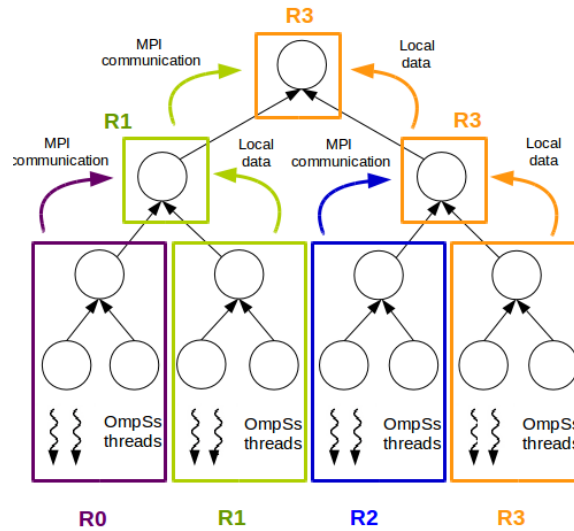 R3
MPI
communication
Local
data
R1
R3
MPI
communication
Local
data
MPI
communication
Local
data
OmpSs
threads
OmpSs
threads
OmpSs
threads
OmpSs
threads
R0
R1
R2
R3